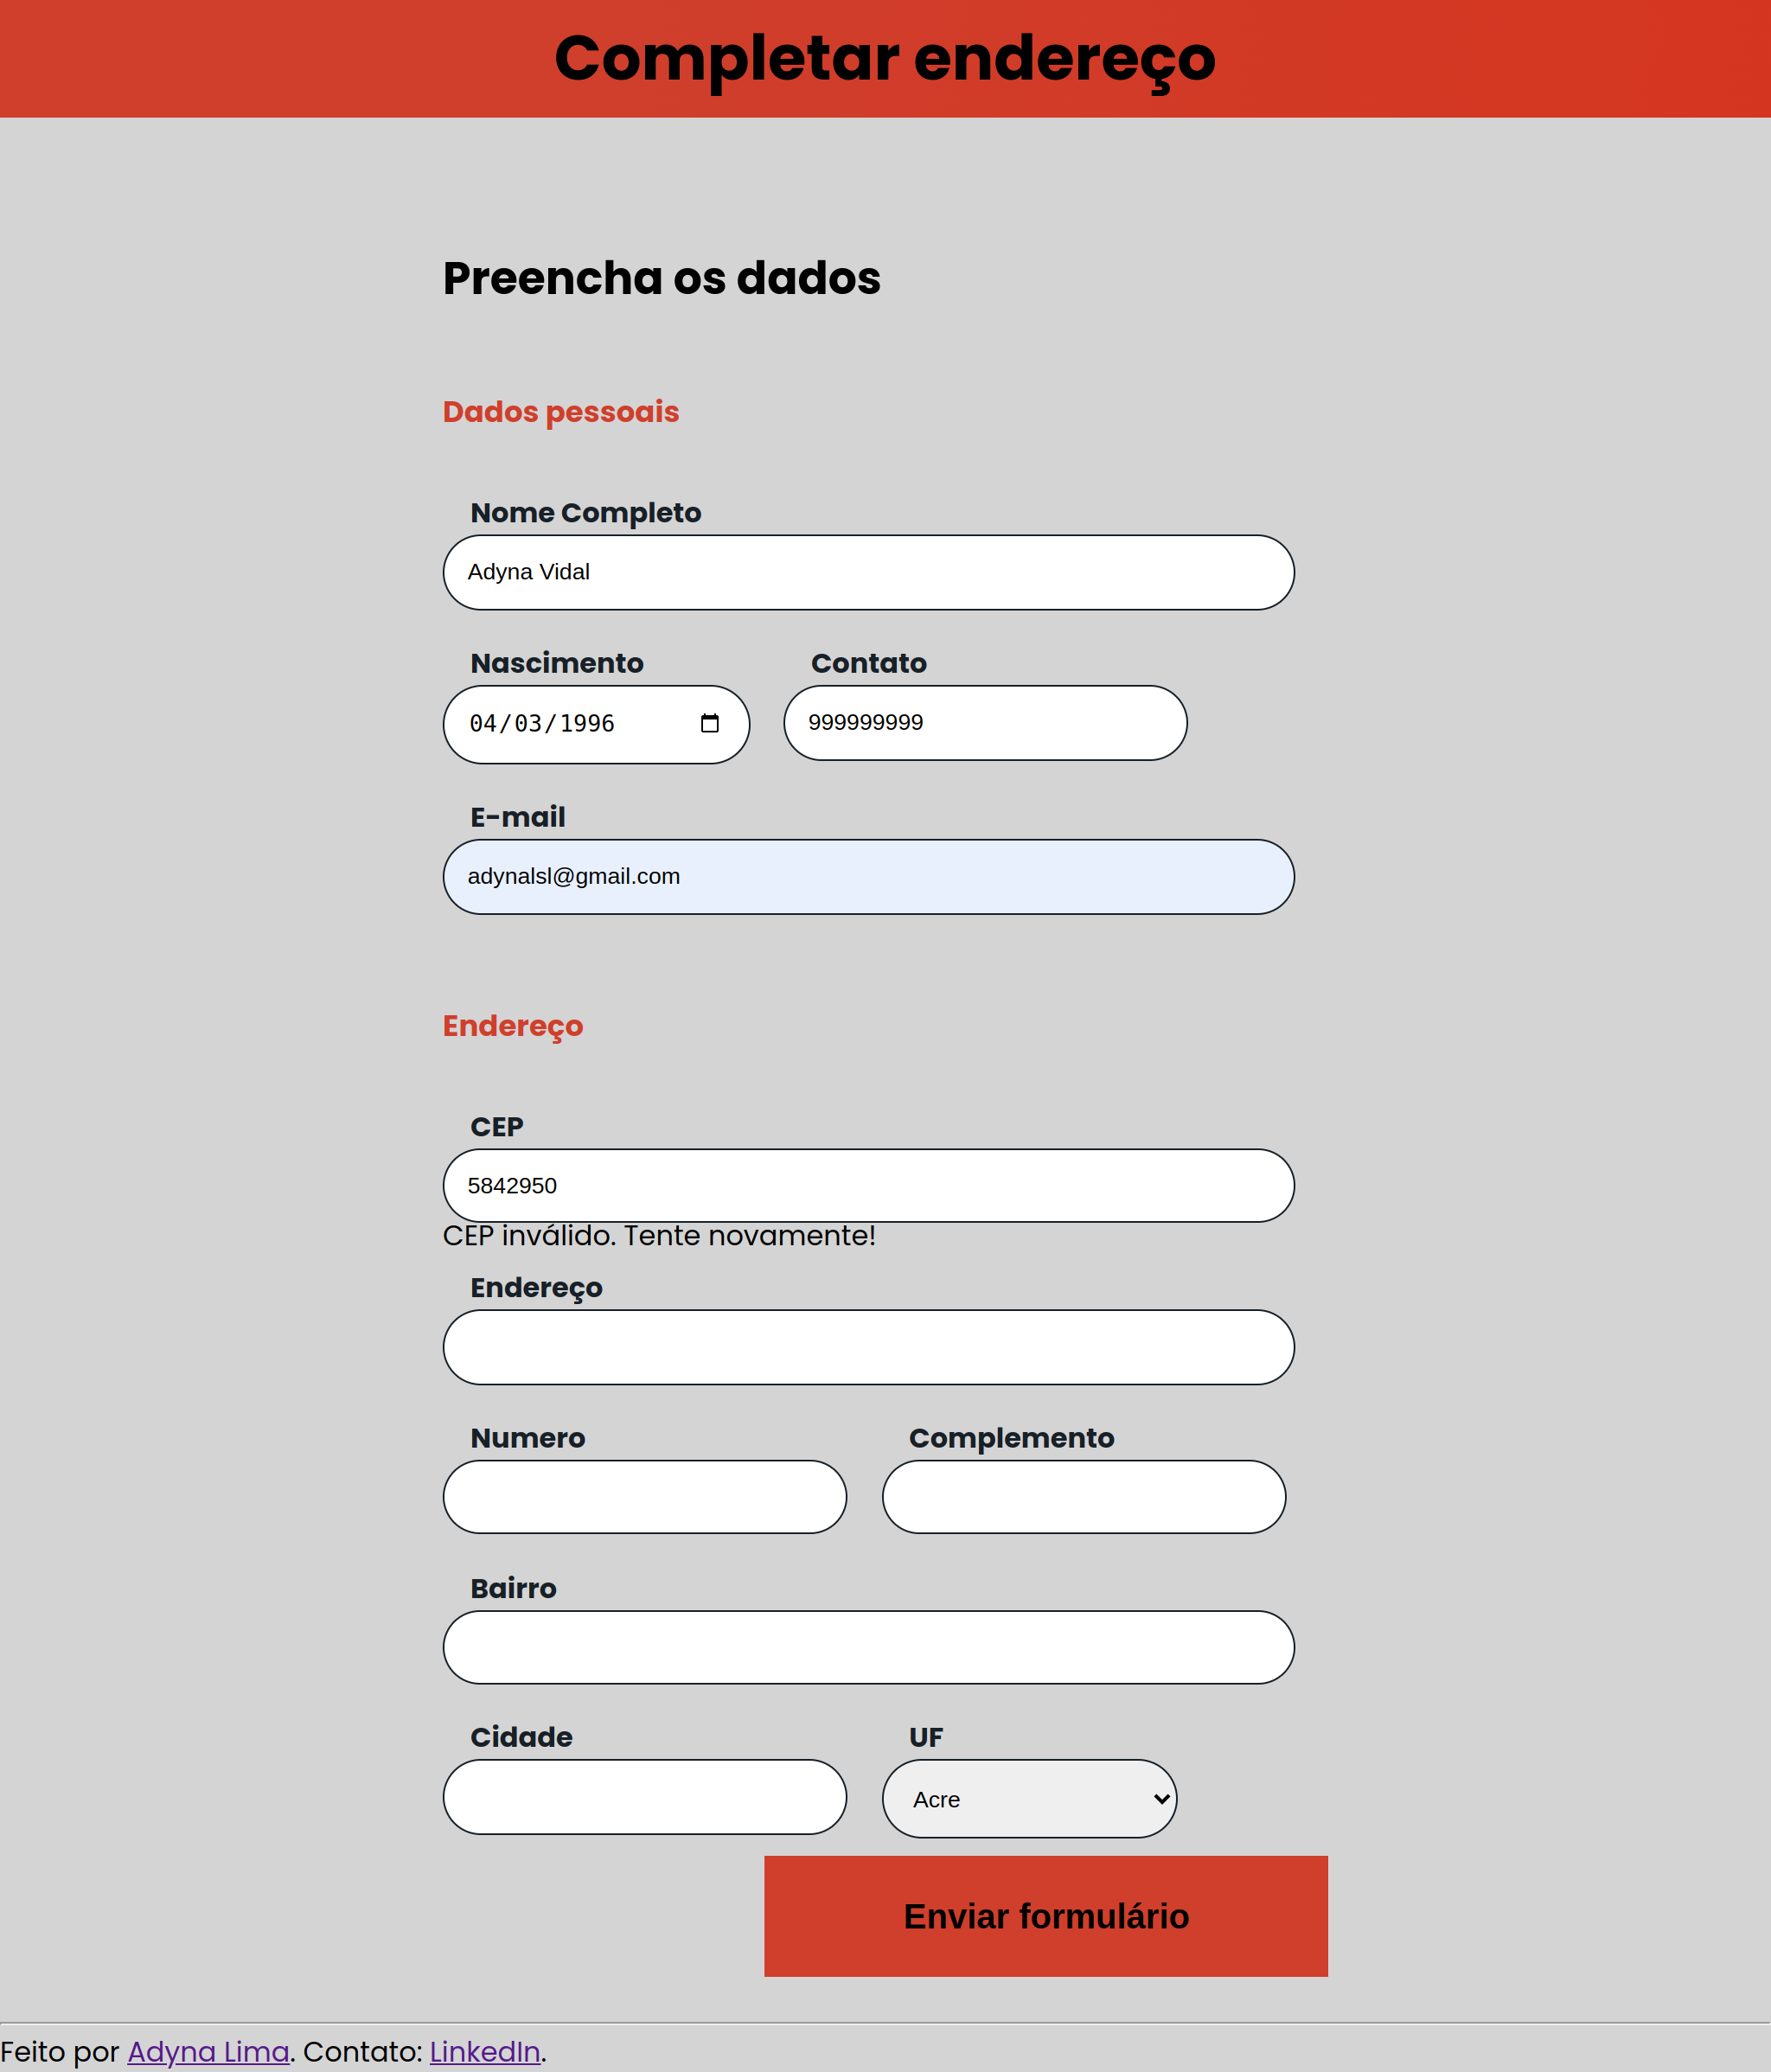 Completar endereço
Preencha os dados
Dados pessoais
Nome Completo
Adyna Vidal
Nascimento Contato
04/03/1996 999999999
E-mail
adynalsl@gmail.com
Endereço
CEP
5842950
CEP inválido. Tente novamente!
Endereço
Numero Complemento
Bairro
Cidade UF
Acre
Enviar formulário
Feito por Adyna Lima. Contato: LinkedIn.